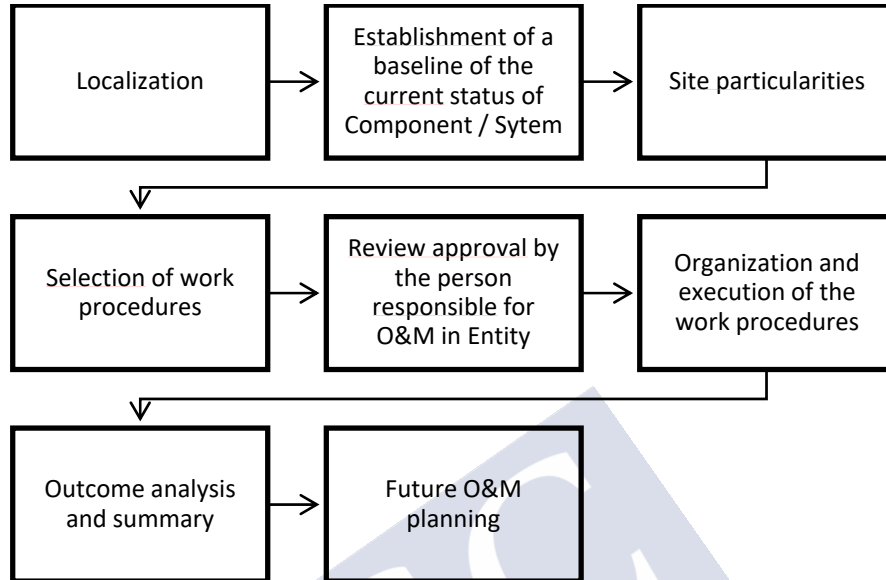 Localization
Establishment of a
baseline of the
current status of
Component / Sytem
Site particularities
Selection of work
procedures
Review approval by
the person
responsible for
O&M in Entity
Organization and
execution of the
work procedures
Outcome analysis
and summary
Future O&M
planning